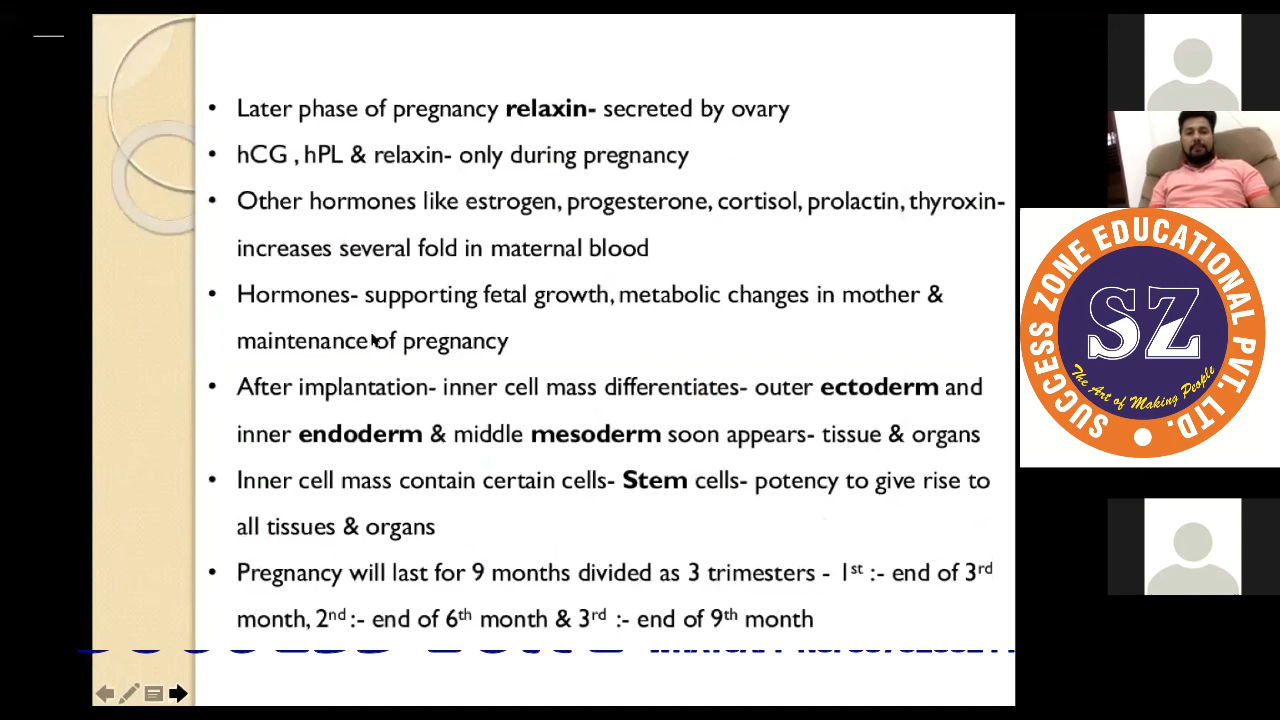 • Later phase of pregnancy relaxin- secreted by ovary
• hCG , hPL & relaxin- only during pregnancy
• Other hormones like estrogen, progesterone, cortisol, prolactin, thyroxin-
increases several fold in maternal blood
• Hormones- supporting fetal growth, metabolic changes in mother &
maintenance of pregnancy
• After implantation- inner cell mass differentiates- outer ectoderm and
inner endoderm & middle mesoderm soon appears- tissue & organs
• Inner cell mass contain certain cells- Stem cells- potency to give rise to
all tissues & organs
• Pregnancy will last for 9 months divided as 3 trimesters - 1st :- end of 3rd
month, 2nd :- end of 6th month & 3rd :- end of 9th month
SUCCESS ZONE EDUCATIONAL PVT. LTD.
SZ
The Art of Making People